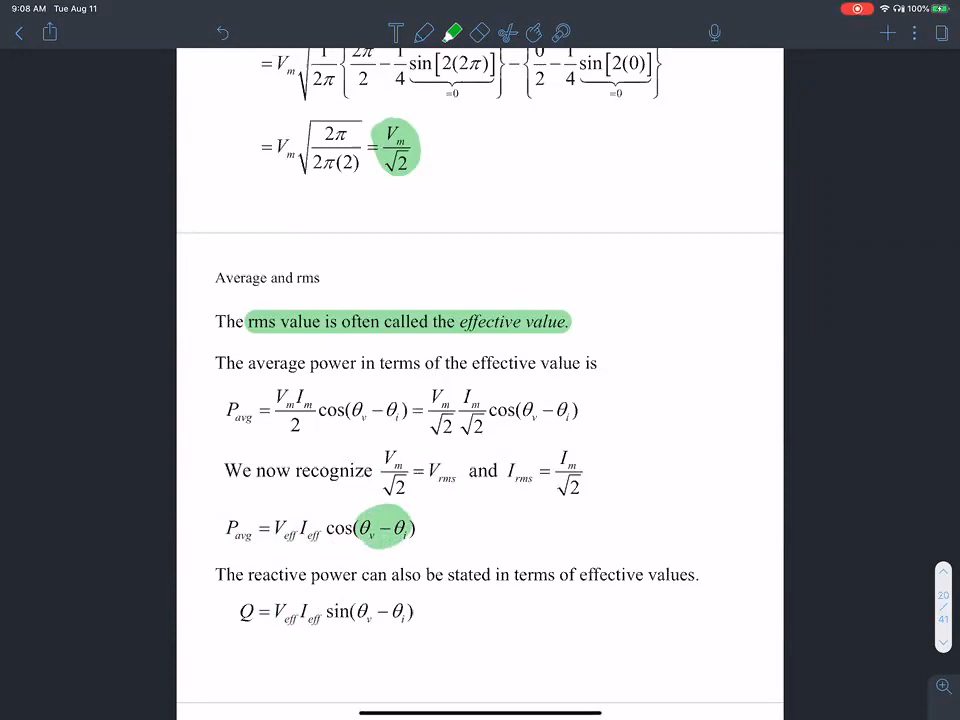 9:08 AM Tue Aug 11
100%
= V_m √(1/2π {2π/2 − 1/4 sin[2(2π)]} − {0/2 − 1/4 sin[2(0)]}
=0 =0
= V_m √(2π/2π(2)) = V_m/√2
Average and rms
The rms value is often called the effective value.
The average power in terms of the effective value is
P_avg = V_m I_m/2 cos(θ_v − θ_i) = V_m/√2 I_m/√2 cos(θ_v − θ_i)
We now recognize V_m/√2 = V_rms and I_rms = I_m/√2
P_avg = V_eff I_eff cos(θ_v − θ_i)
The reactive power can also be stated in terms of effective values.
Q = V_eff I_eff sin(θ_v − θ_i)
20
/
41